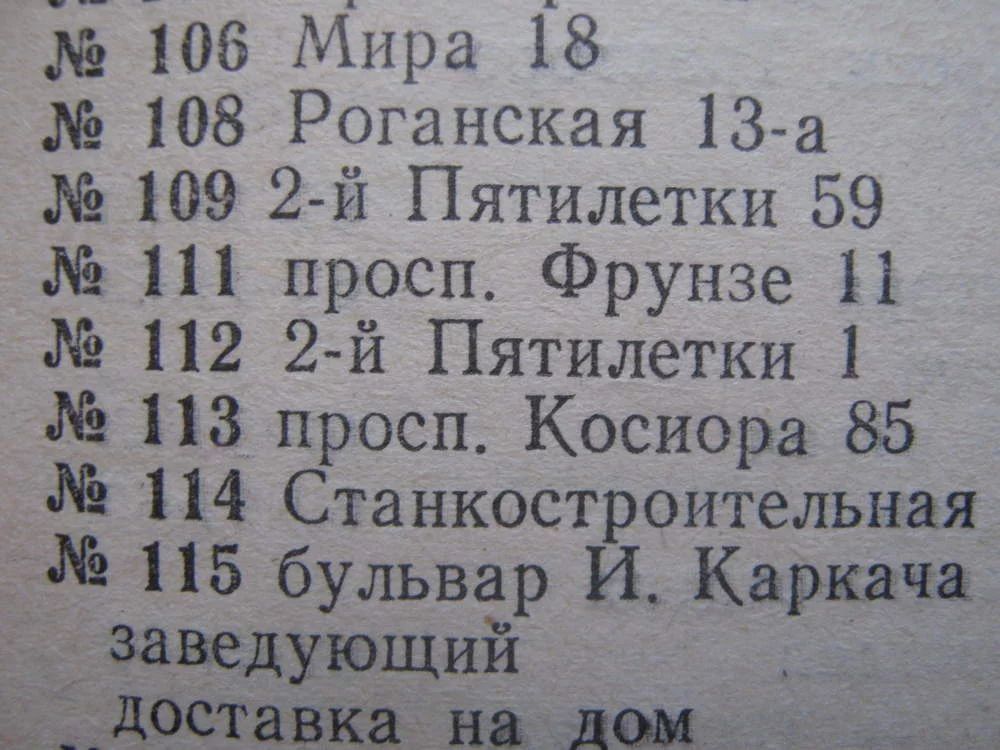 № 106 Мира 18
№ 108 Роганская 13-а
№ 109 2-й Пятилетки 59
№ 111 просп. Фрунзе 11
№ 112 2-й Пятилетки 1
№ 113 просп. Косиора 85
№ 114 Станкостроительная
№ 115 бульвар И. Каркача
заведующий
доставка на дом